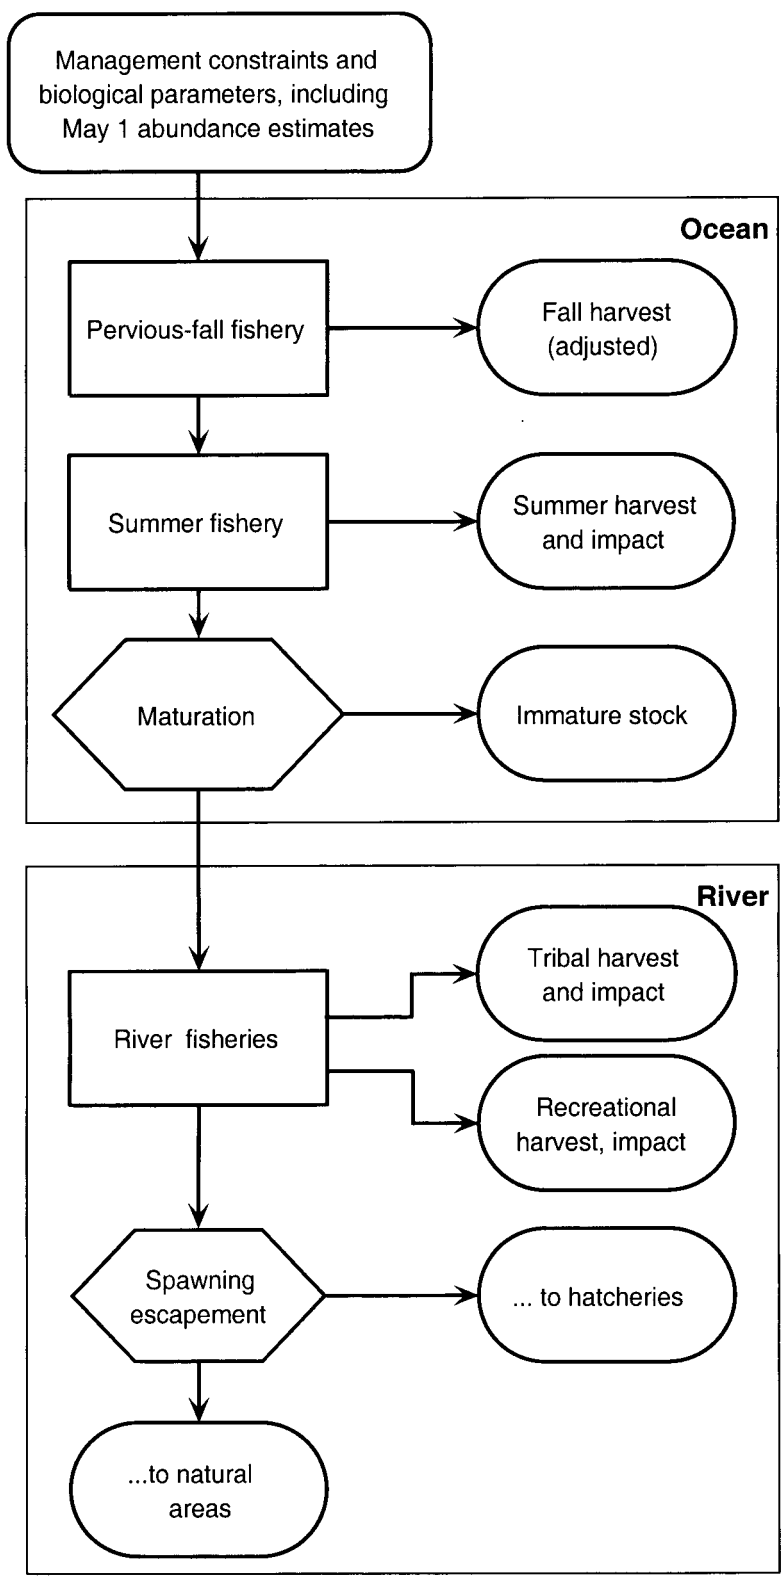 Management constraints and
biological parameters, including
May 1 abundance estimates
Ocean
Pervious-fall fishery
Fall harvest
(adjusted)
Summer fishery
Summer harvest
and impact
Maturation
Immature stock
River
Tribal harvest
and impact
River fisheries
Recreational
harvest, impact
Spawning
escapement
... to hatcheries
...to natural
areas